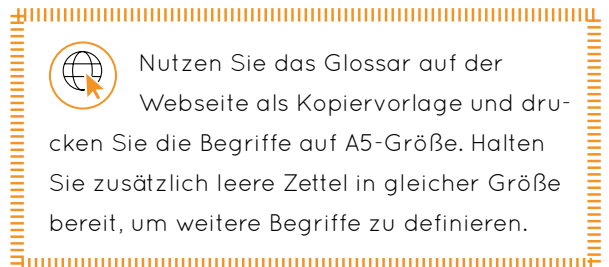 Nutzen Sie das Glossar auf der
Webseite als Kopiervorlage und dru-
cken Sie die Begriffe auf A5-Größe. Halten
Sie zusätzlich leere Zettel in gleicher Größe
bereit, um weitere Begriffe zu definieren.